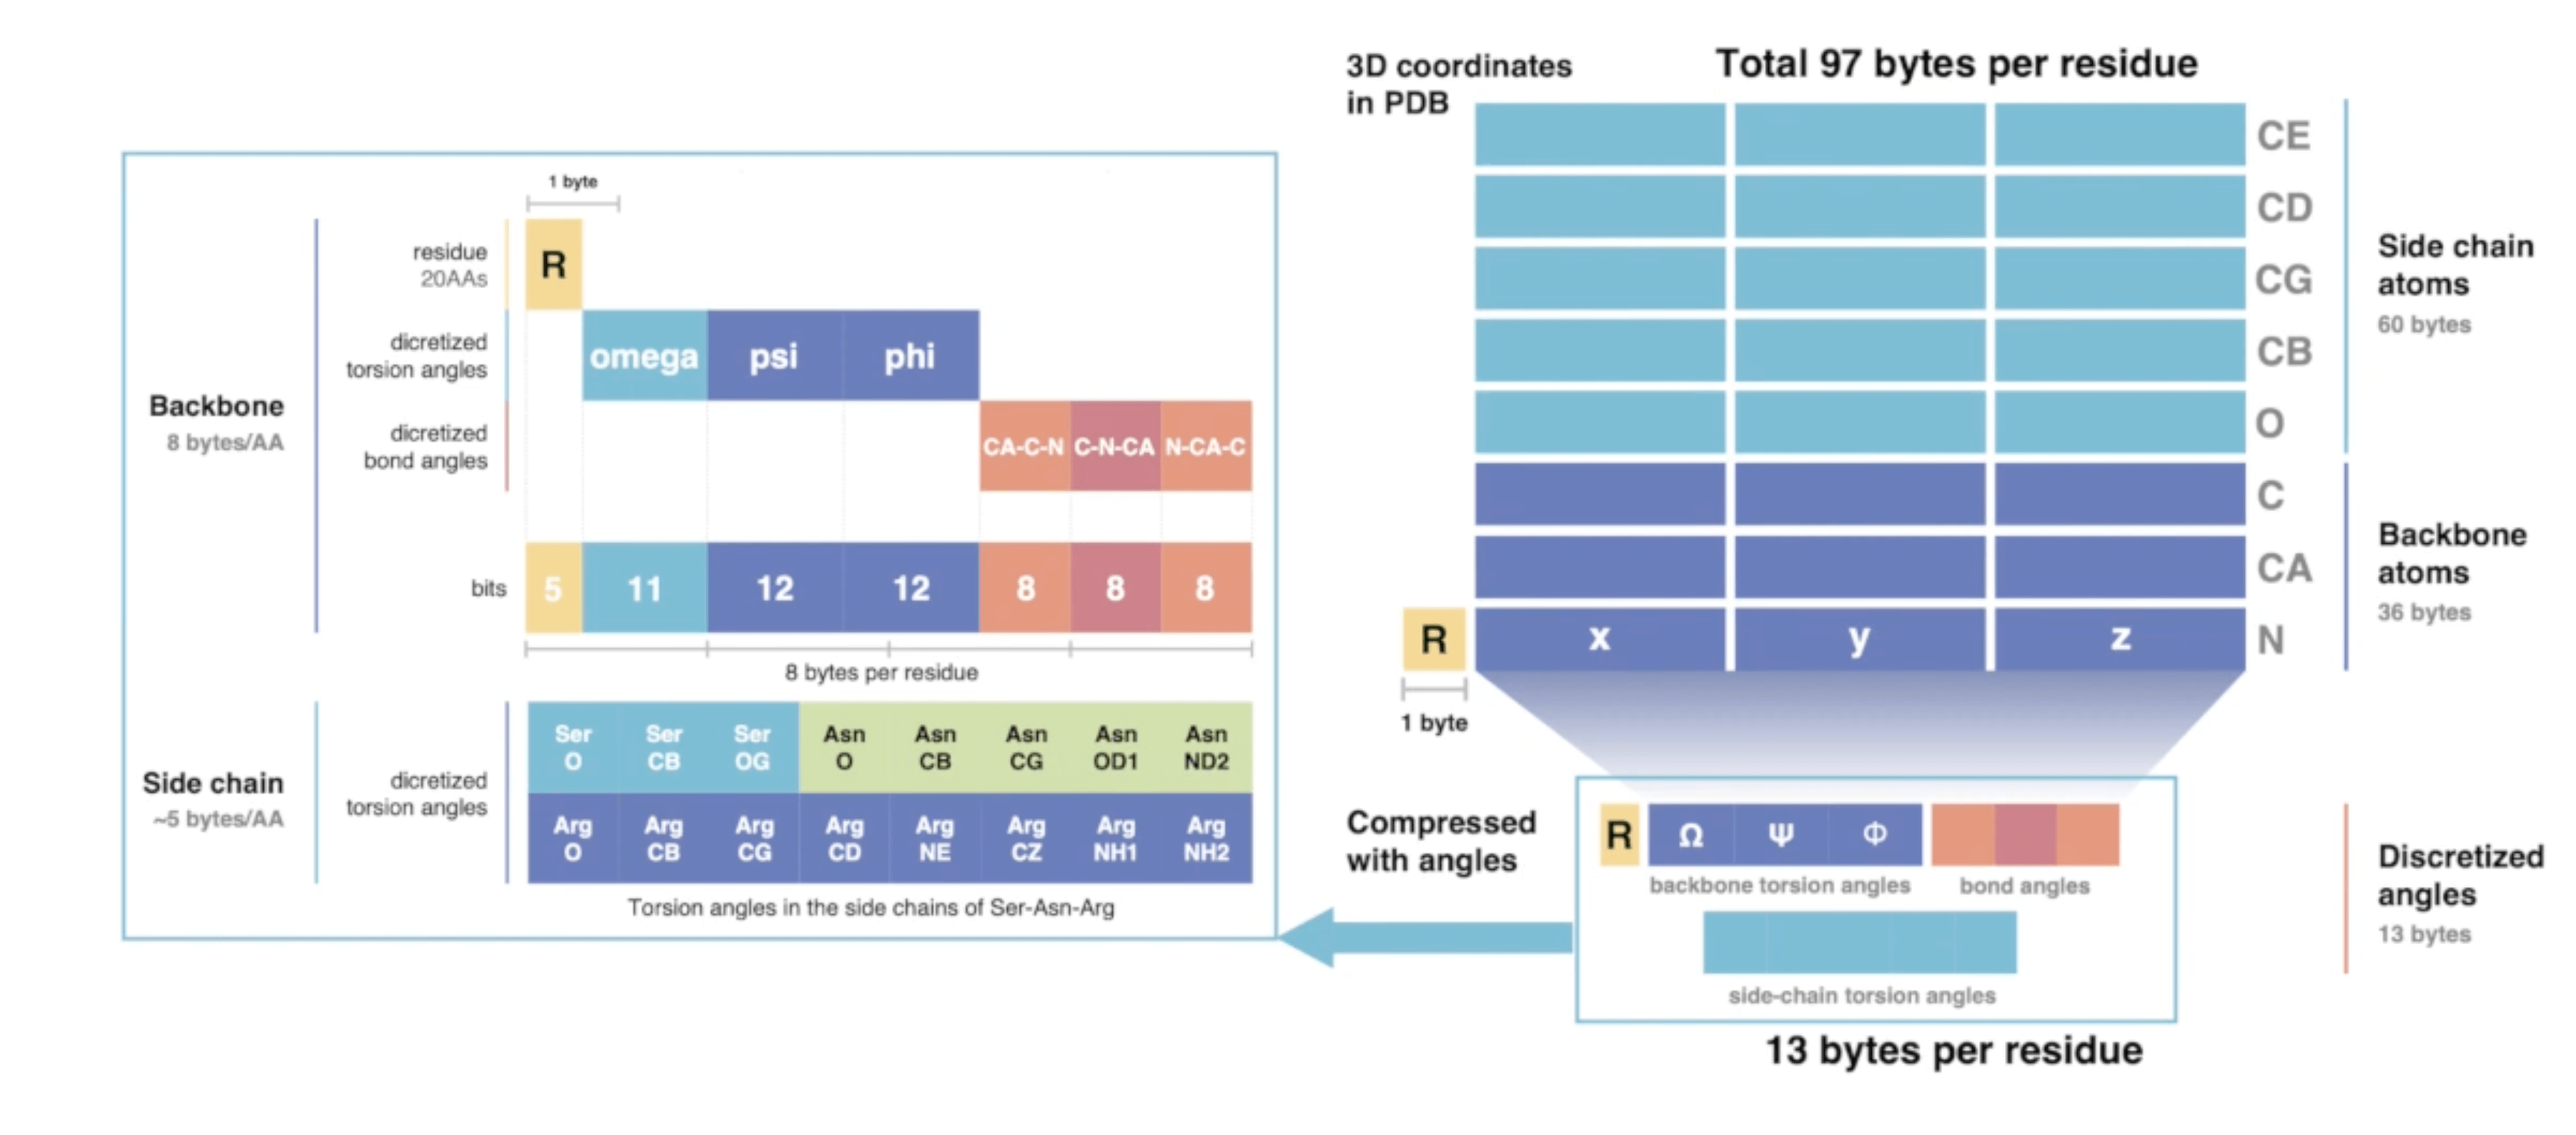 3D coordinates
in PDB
Total 97 bytes per residue
CE
CD
CG
CB
O
C
CA
N
Side chain
atoms
60 bytes
Backbone
atoms
36 bytes
R
x
y
z
1 byte
Compressed
with angles
R
Ω
Ψ
Φ
backbone torsion angles
bond angles
side-chain torsion angles
13 bytes per residue
Discretized
angles
13 bytes
1 byte
Backbone
8 bytes/AA
residue
20AAs
R
dicretized
torsion angles
omega
psi
phi
dicretized
bond angles
CA-C-N
C-N-CA
N-CA-C
bits
5
11
12
12
8
8
8
8 bytes per residue
Side chain
~5 bytes/AA
dicretized
torsion angles
Ser
O
Ser
CB
Ser
OG
Asn
O
Asn
CB
Asn
CG
Asn
OD1
Asn
ND2
Arg
O
Arg
CB
Arg
CG
Arg
CD
Arg
NE
Arg
CZ
Arg
NH1
Arg
NH2
Torsion angles in the side chains of Ser-Asn-Arg